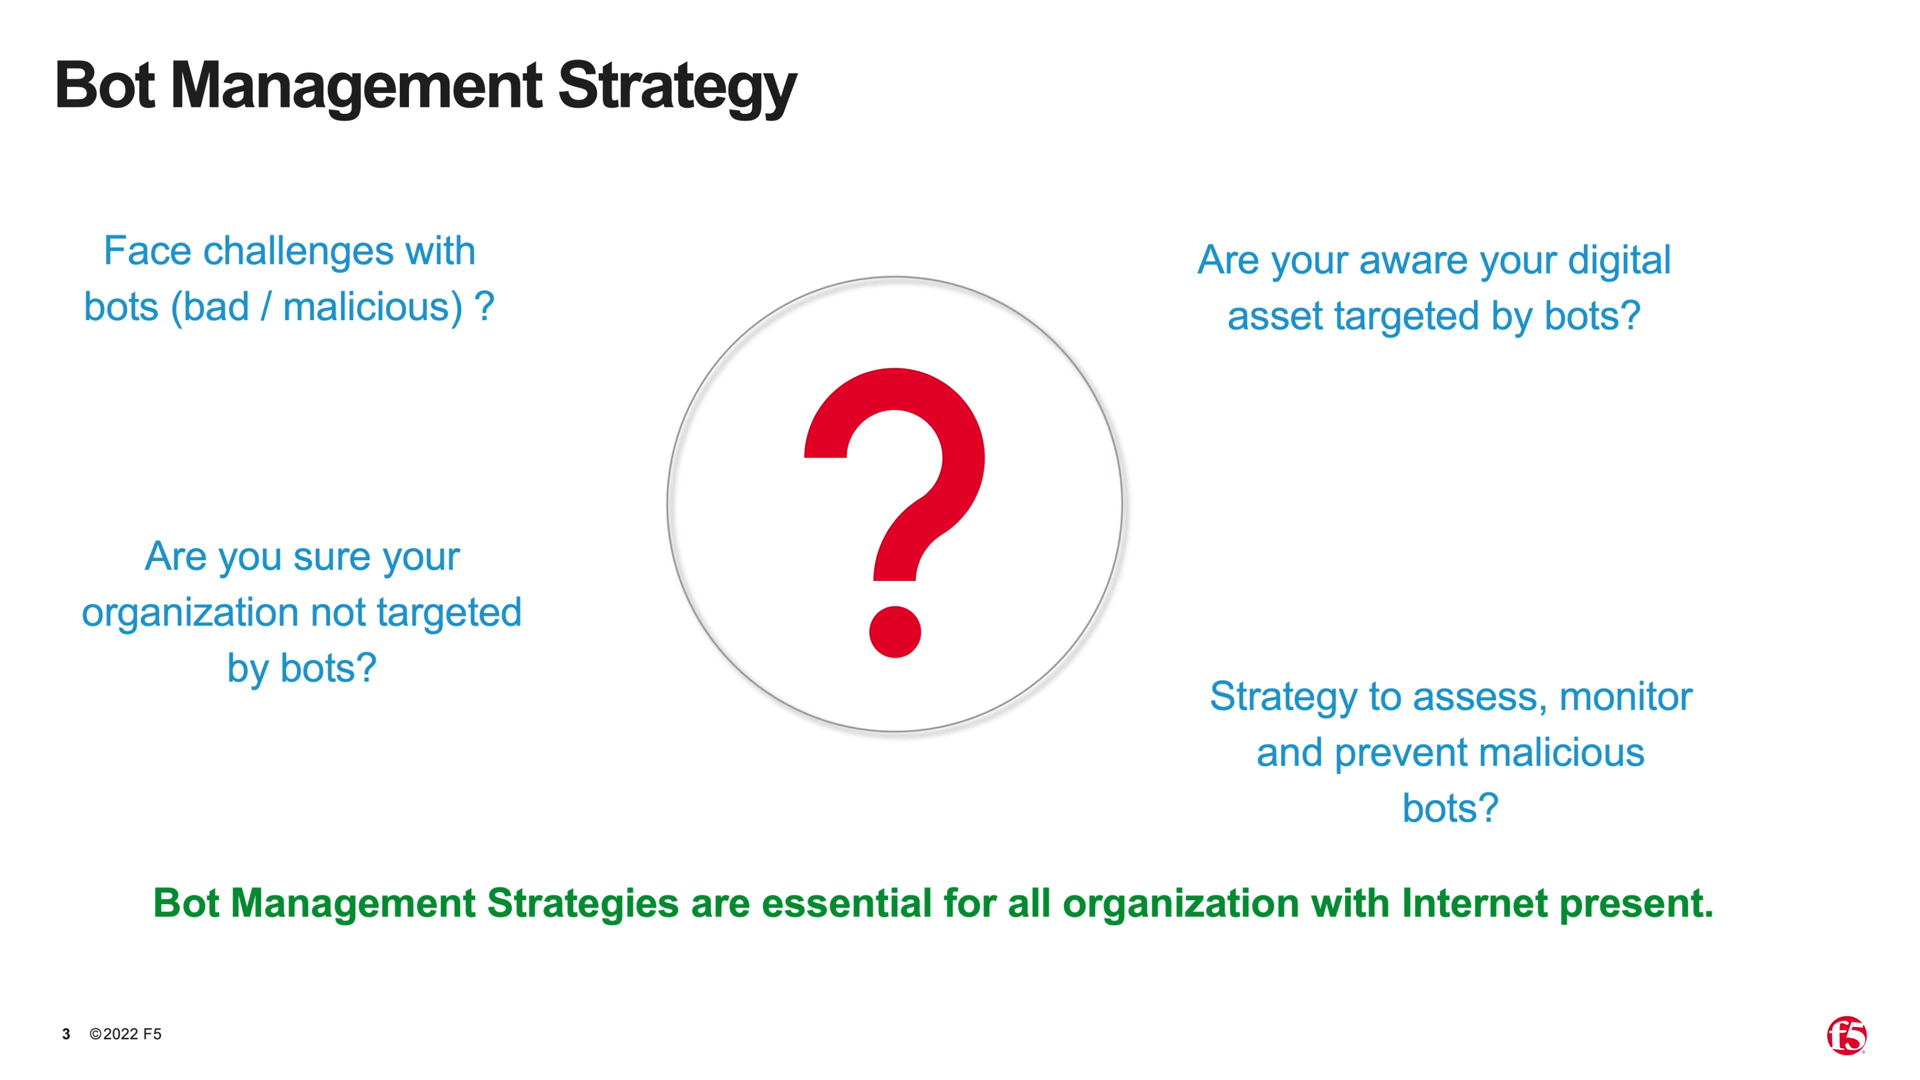 Bot Management Strategy
Face challenges with
bots (bad / malicious) ?
Are your aware your digital
asset targeted by bots?
?
Are you sure your
organization not targeted
by bots?
Strategy to assess, monitor
and prevent malicious
bots?
Bot Management Strategies are essential for all organization with Internet present.
3 ©2022 F5
f5